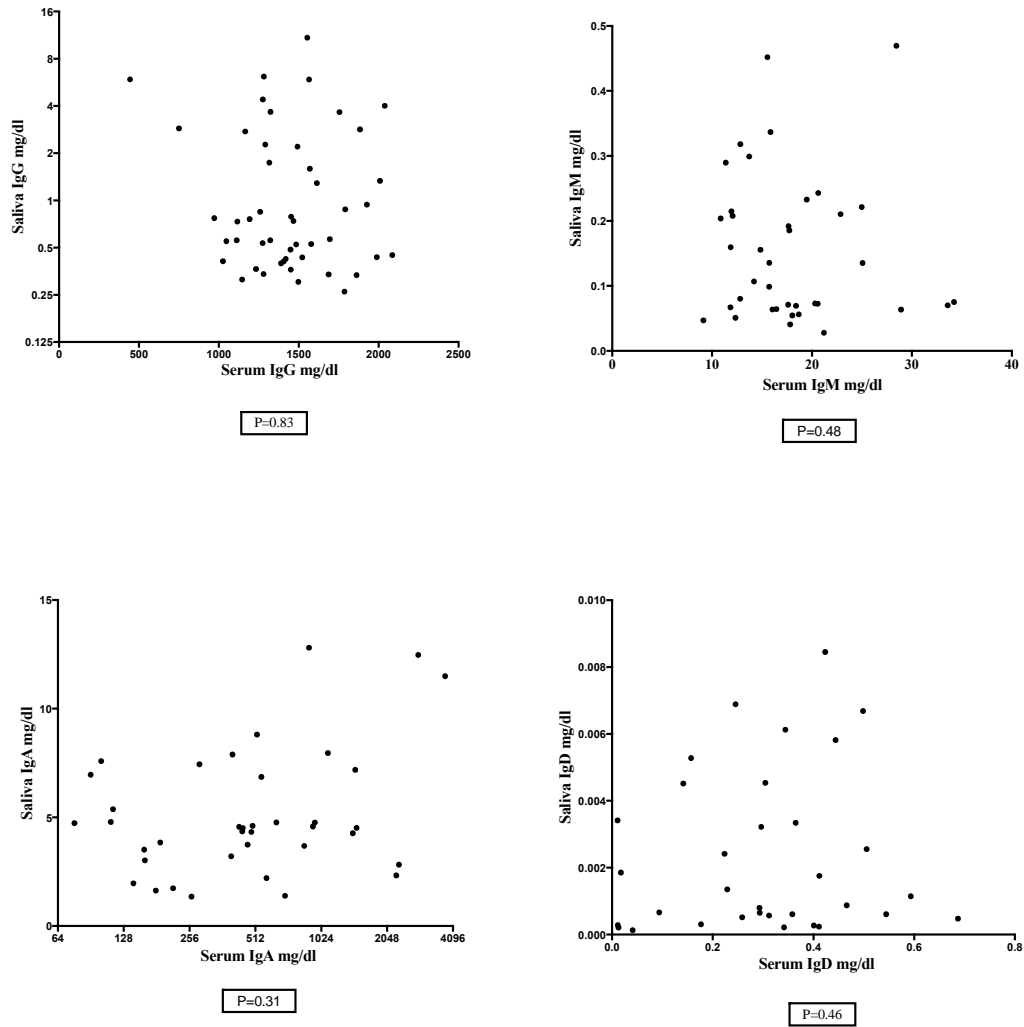 16
8
4
2
1
0.5
0.25
0.125
Saliva IgG mg/dl
0 500 1000 1500 2000 2500
Serum IgG mg/dl
P=0.83
0.5
0.4
0.3
0.2
0.1
0.0
Saliva IgM mg/dl
0 10 20 30 40
Serum IgM mg/dl
P=0.48
15
10
5
0
Saliva IgA mg/dl
64 128 256 512 1024 2048 4096
Serum IgA mg/dl
P=0.31
0.010
0.008
0.006
0.004
0.002
0.000
Saliva IgD mg/dl
0.0 0.2 0.4 0.6 0.8
Serum IgD mg/dl
P=0.46